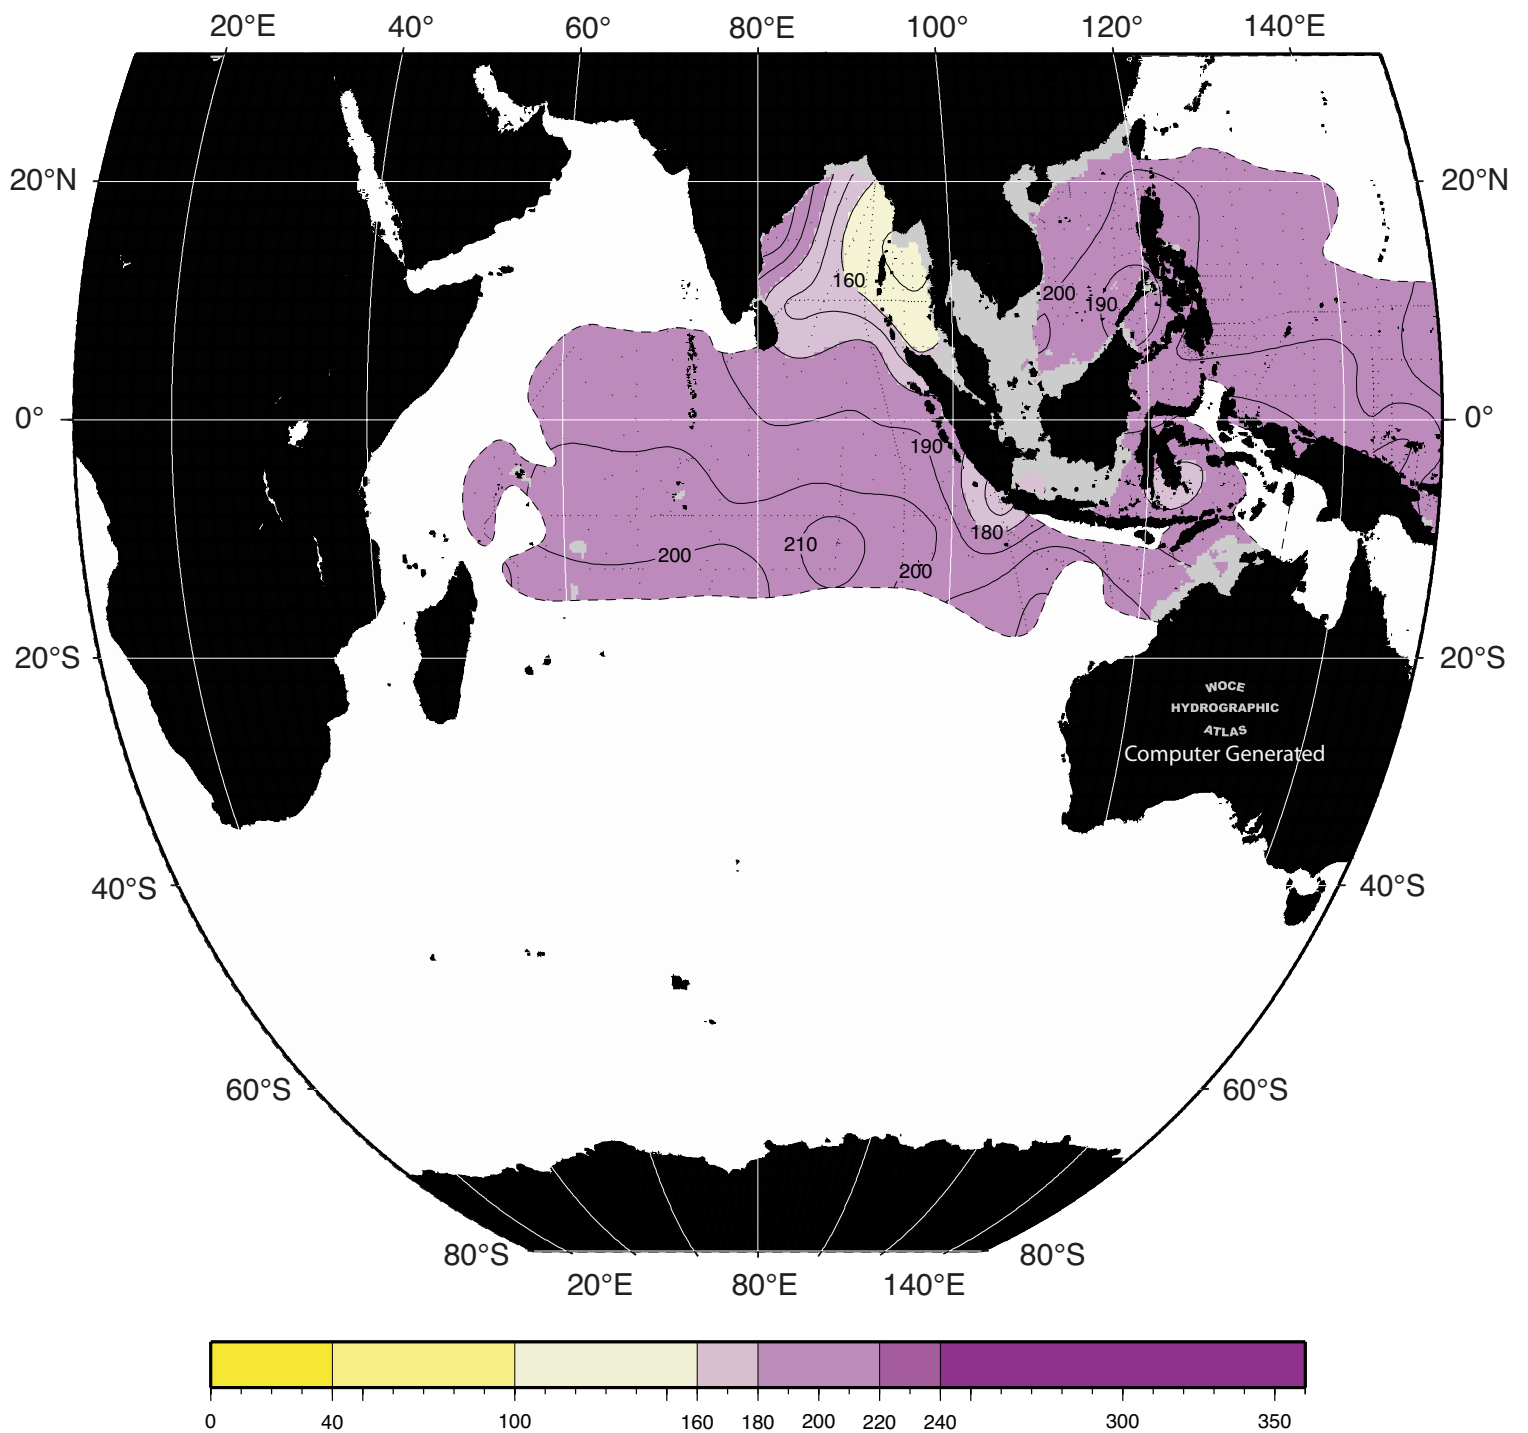 20°E 40° 60° 80°E 100° 120° 140°E
20°N 20°N
160
200 190
0° 0°
190
180
200 210
200
20°S 20°S
WOCE
HYDROGRAPHIC
ATLAS
Computer Generated
40°S 40°S
60°S 60°S
80°S 80°S
20°E 80°E 140°E
0 40 100 160 180 200 220 240 300 350